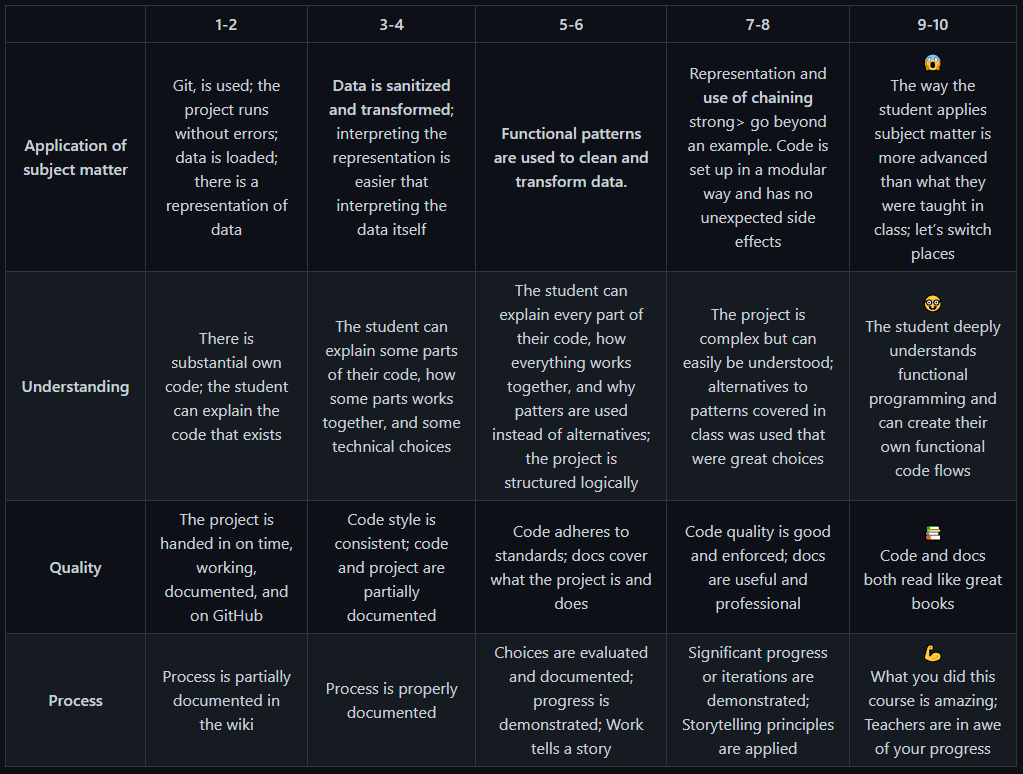 1-2
3-4
5-6
7-8
9-10
Application of
subject matter
Git, is used; the
project runs
without errors;
data is loaded;
there is a
representation of
data
Data is sanitized
and transformed;
interpreting the
representation is
easier that
interpreting the
data itself
Functional patterns
are used to clean and
transform data.
Representation and
use of chaining
strong> go beyond
an example. Code is
set up in a modular
way and has no
unexpected side
effects
😱
The way the
student applies
subject matter is
more advanced
than what they
were taught in
class; let’s switch
places
Understanding
There is
substantial own
code; the student
can explain the
code that exists
The student can
explain some parts
of their code, how
some parts works
together, and some
technical choices
The student can
explain every part of
their code, how
everything works
together, and why
patters are used
instead of alternatives;
the project is
structured logically
The project is
complex but can
easily be understood;
alternatives to
patterns covered in
class was used that
were great choices
🤓
The student deeply
understands
functional
programming and
can create their
own functional
code flows
Quality
The project is
handed in on time,
working,
documented, and
on GitHub
Code style is
consistent; code
and project are
partially
documented
Code adheres to
standards; docs cover
what the project is and
does
Code quality is good
and enforced; docs
are useful and
professional
📚
Code and docs
both read like great
books
Process
Process is partially
documented in
the wiki
Process is properly
documented
Choices are evaluated
and documented;
progress is
demonstrated; Work
tells a story
Significant progress
or iterations are
demonstrated;
Storytelling principles
are applied
💪
What you did this
course is amazing;
Teachers are in awe
of your progress